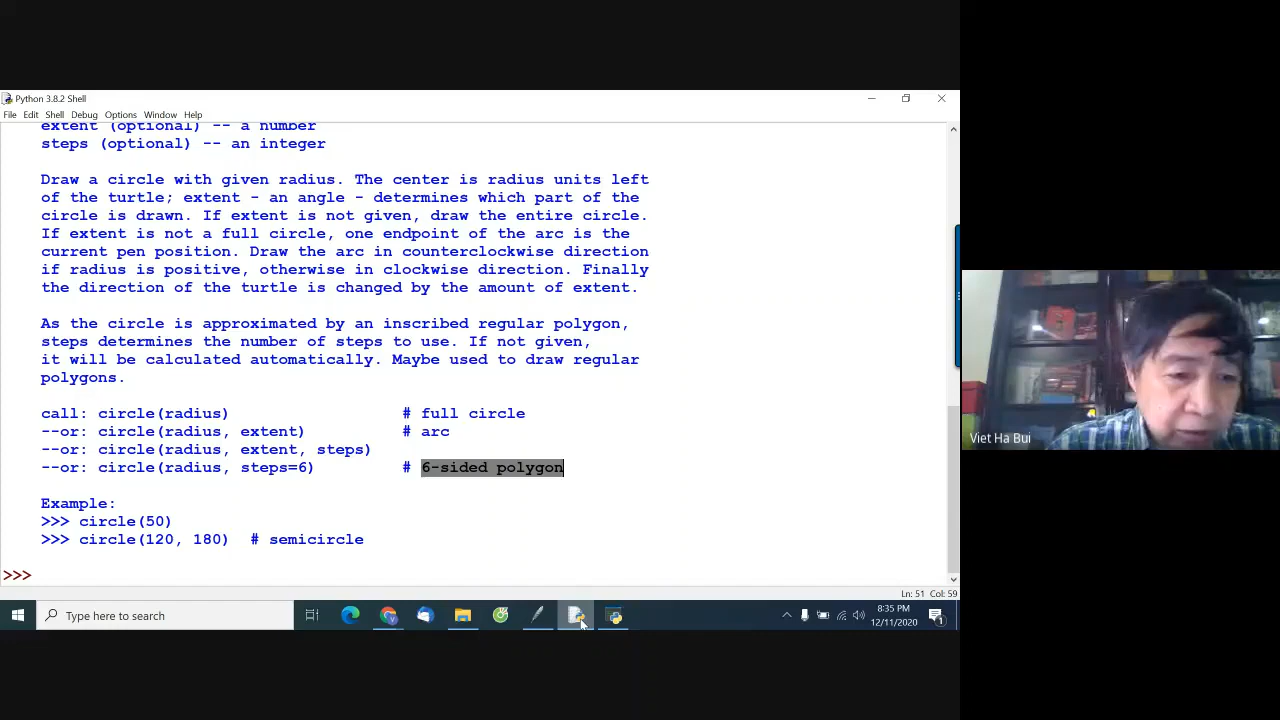 Python 3.8.2 Shell
File Edit Shell Debug Options Window Help
extent (optional) -- a number
steps (optional) -- an integer
Draw a circle with given radius. The center is radius units left
of the turtle; extent - an angle - determines which part of the
circle is drawn. If extent is not given, draw the entire circle.
If extent is not a full circle, one endpoint of the arc is the
current pen position. Draw the arc in counterclockwise direction
if radius is positive, otherwise in clockwise direction. Finally
the direction of the turtle is changed by the amount of extent.
As the circle is approximated by an inscribed regular polygon,
steps determines the number of steps to use. If not given,
it will be calculated automatically. Maybe used to draw regular
polygons.
call: circle(radius) # full circle
--or: circle(radius, extent) # arc
--or: circle(radius, extent, steps)
--or: circle(radius, steps=6) # 6-sided polygon
Example:
>>> circle(50)
>>> circle(120, 180) # semicircle
>>>
Ln: 51 Col: 59
Type here to search
8:35 PM
12/11/2020
1
Viet Ha Bui